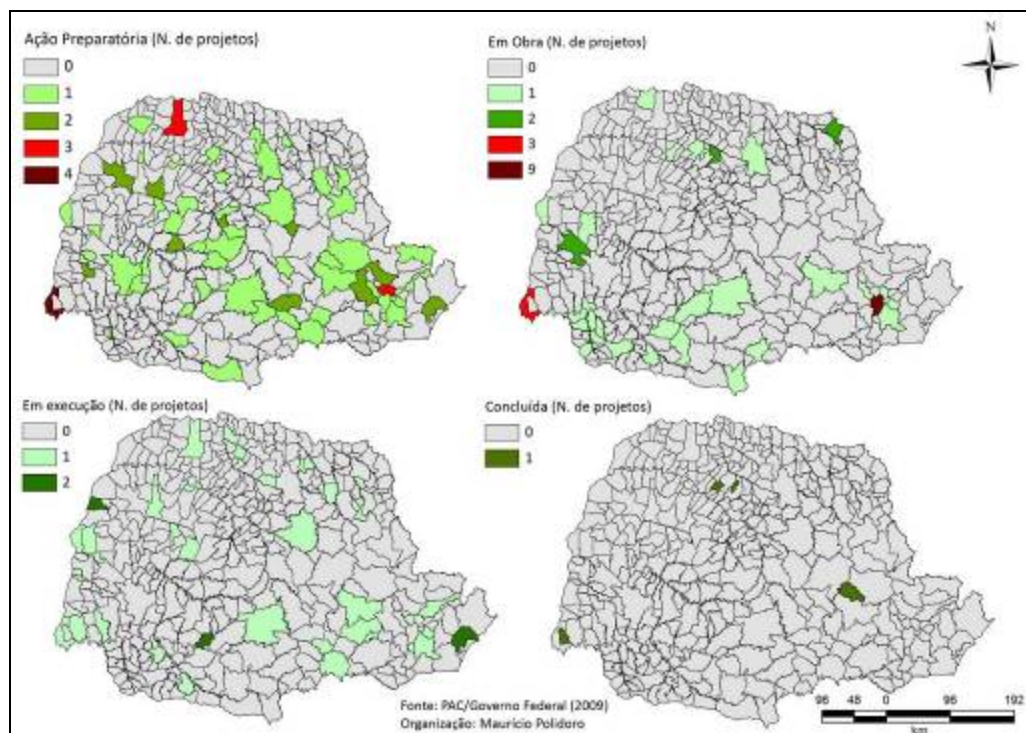 Ação Preparatória (N. de projetos)
0
1
2
3
4
Em Obra (N. de projetos)
0
1
2
3
9
N
Em execução (N. de projetos)
0
1
2
Concluída (N. de projetos)
0
1
Fonte: PAC/Governo Federal (2009)
Organização: Maurício Polidoro
96 48 0 96 192
km